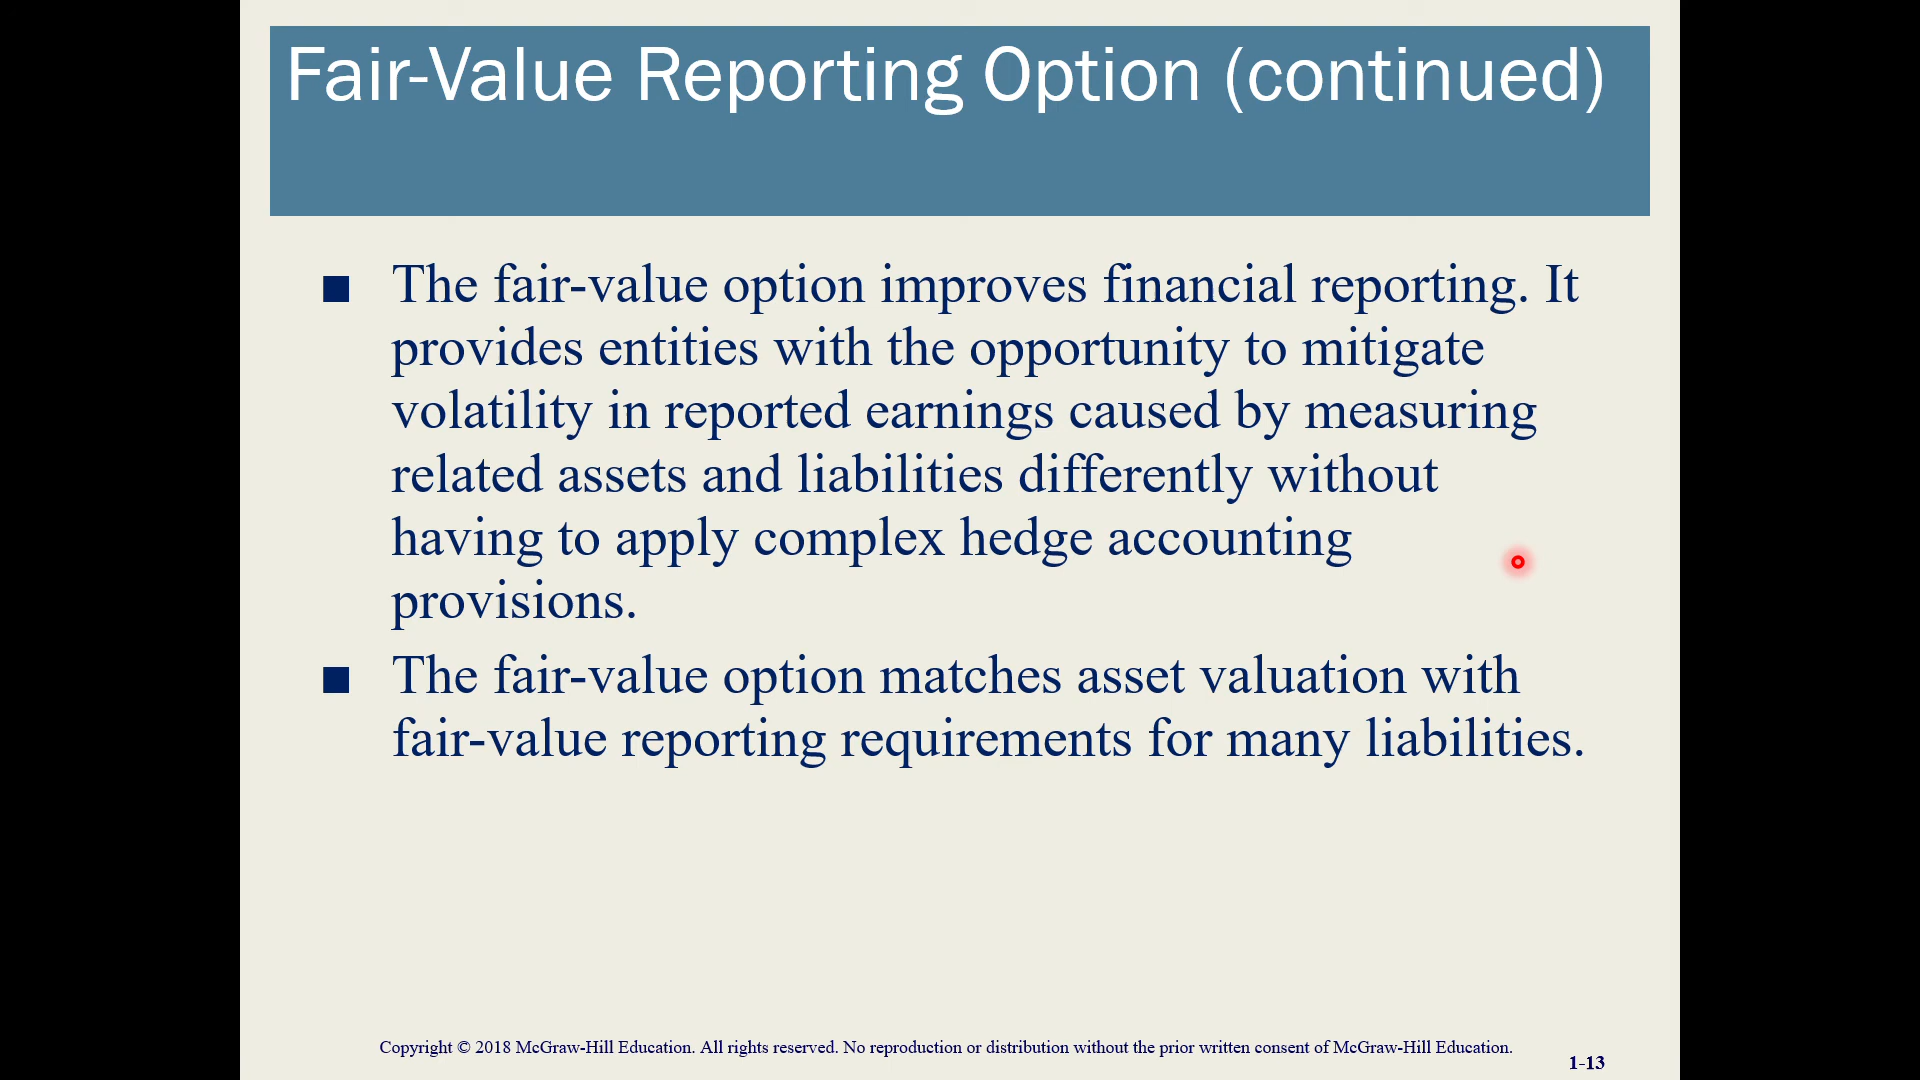 Fair-Value Reporting Option (continued)
■ The fair-value option improves financial reporting. It
provides entities with the opportunity to mitigate
volatility in reported earnings caused by measuring
related assets and liabilities differently without
having to apply complex hedge accounting
provisions.
■ The fair-value option matches asset valuation with
fair-value reporting requirements for many liabilities.
Copyright © 2018 McGraw-Hill Education. All rights reserved. No reproduction or distribution without the prior written consent of McGraw-Hill Education.
1-13